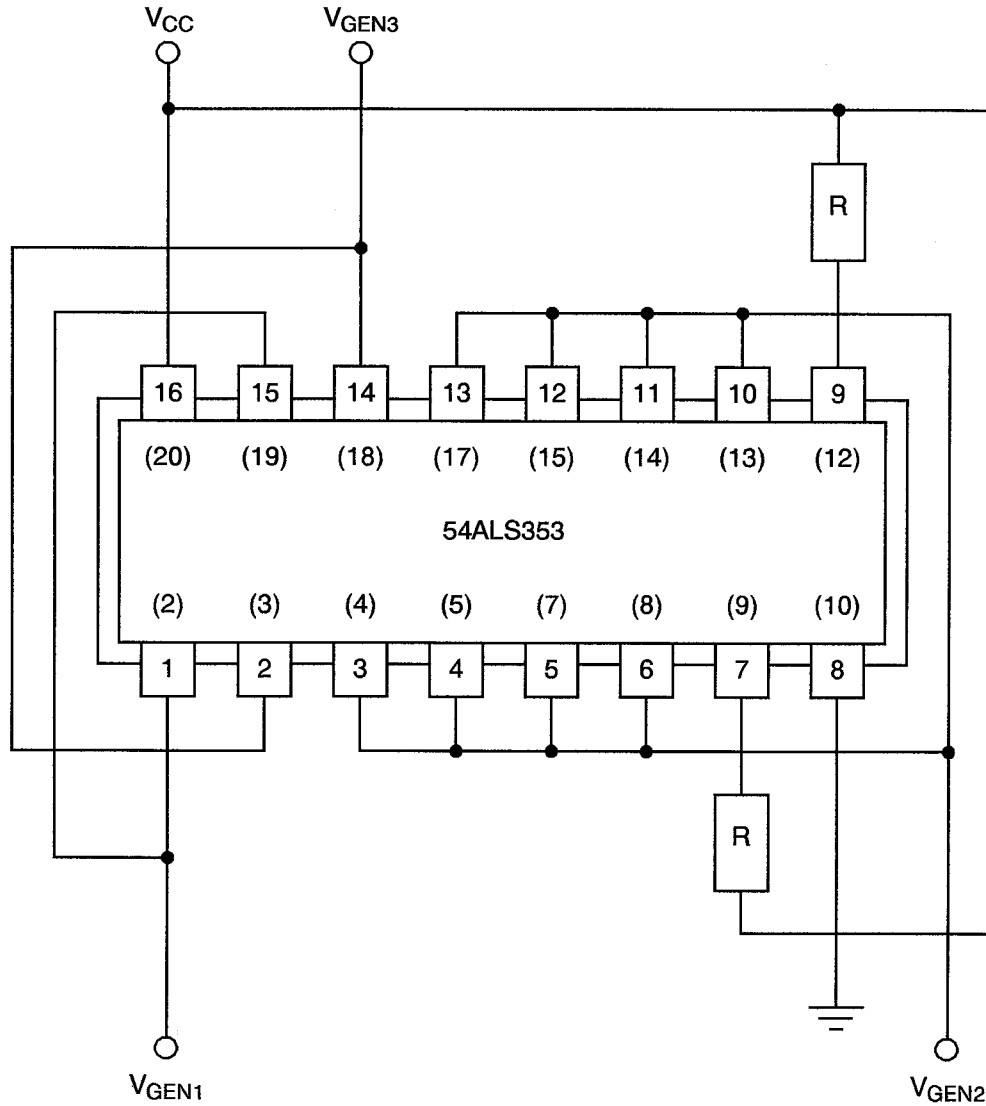 VCC VGEN3
R
16 15 14 13 12 11 10 9
(20) (19) (18) (17) (15) (14) (13) (12)
54ALS353
(2) (3) (4) (5) (7) (8) (9) (10)
1 2 3 4 5 6 7 8
R
VGEN1 VGEN2